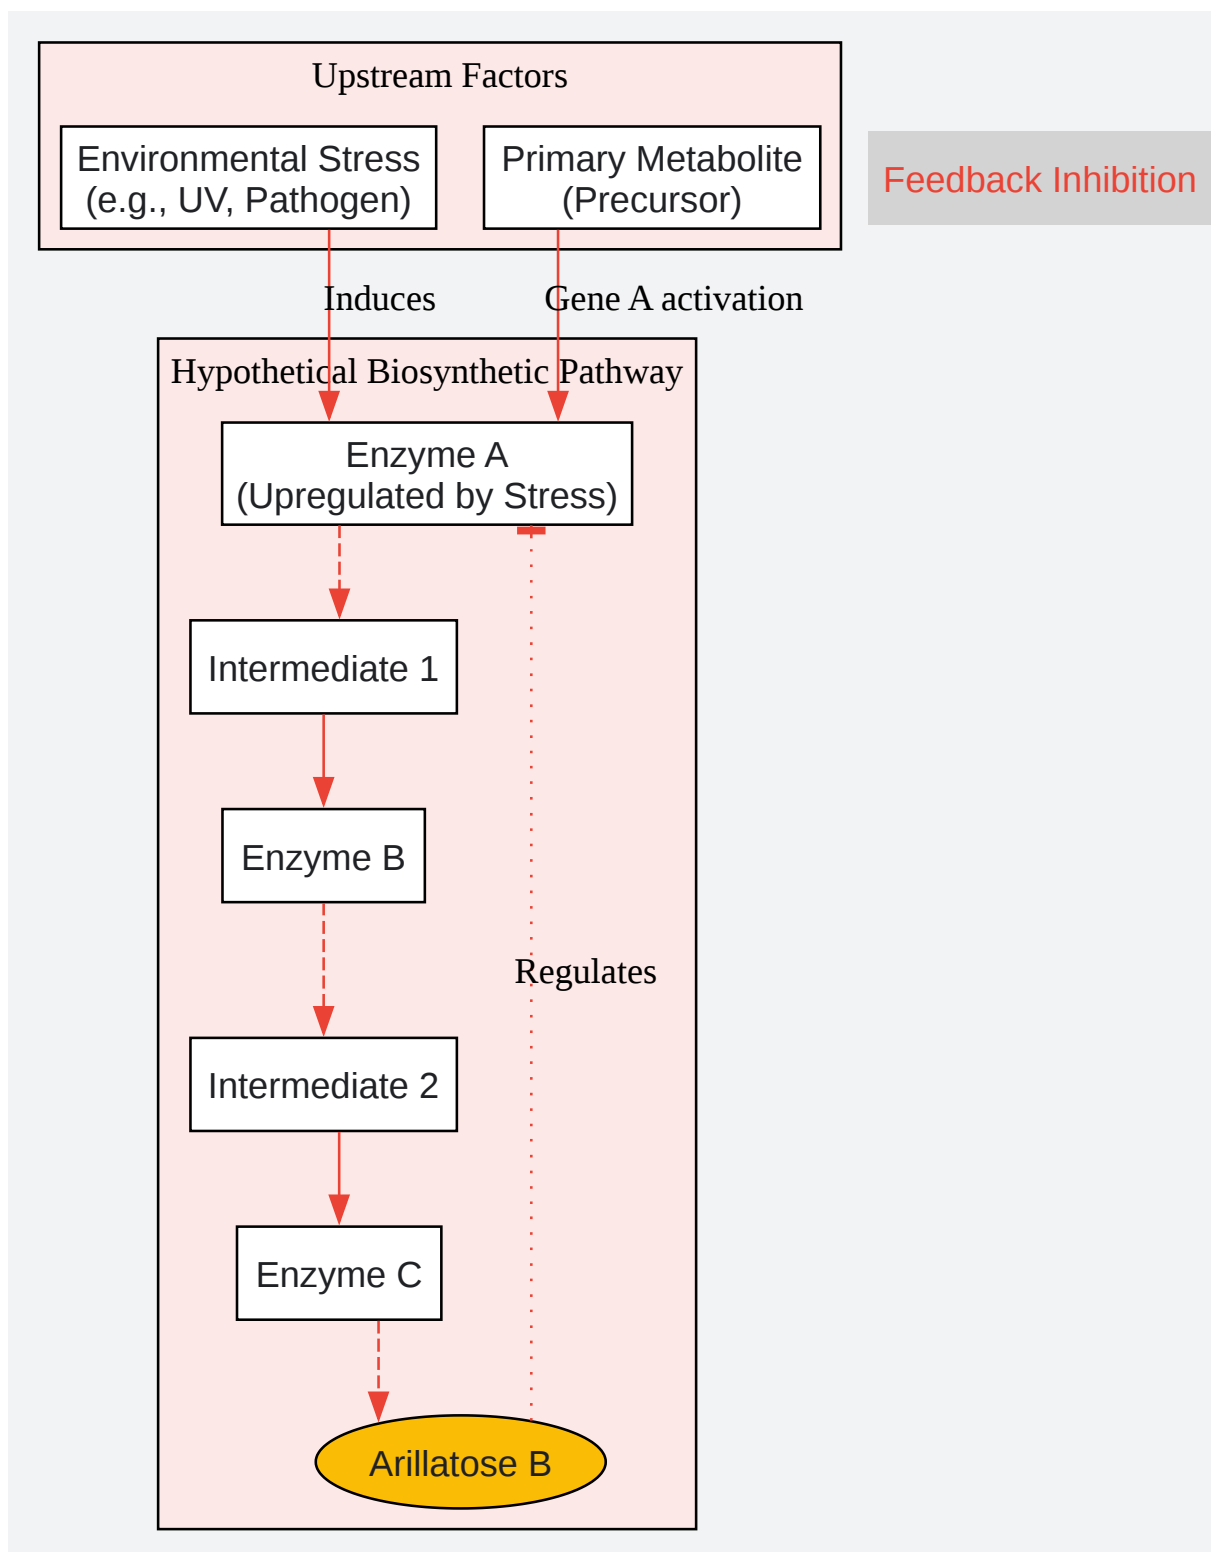 Upstream Factors
Environmental Stress
(e.g., UV, Pathogen)
Primary Metabolite
(Precursor)
Feedback Inhibition
Induces
Gene A activation
Hypothetical Biosynthetic Pathway
Enzyme A
(Upregulated by Stress)
Intermediate 1
Enzyme B
Regulates
Intermediate 2
Enzyme C
Arillatose B